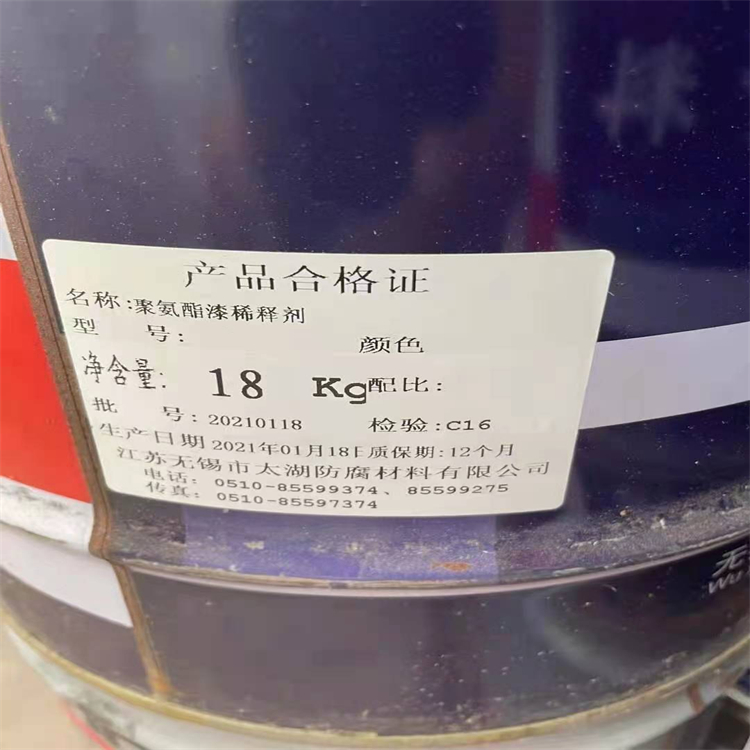 产品合格证
名称:聚氨酯漆稀释剂
型 号:
颜色
净含量: 18 Kg配比:
批 号:20210118 检验:C16
生产日期2021年01月18日质保期:12个月
江苏无锡市太湖防腐材料有限公司
电话: 0510-85599374、85599275
传真: 0510-85597374
无
WU